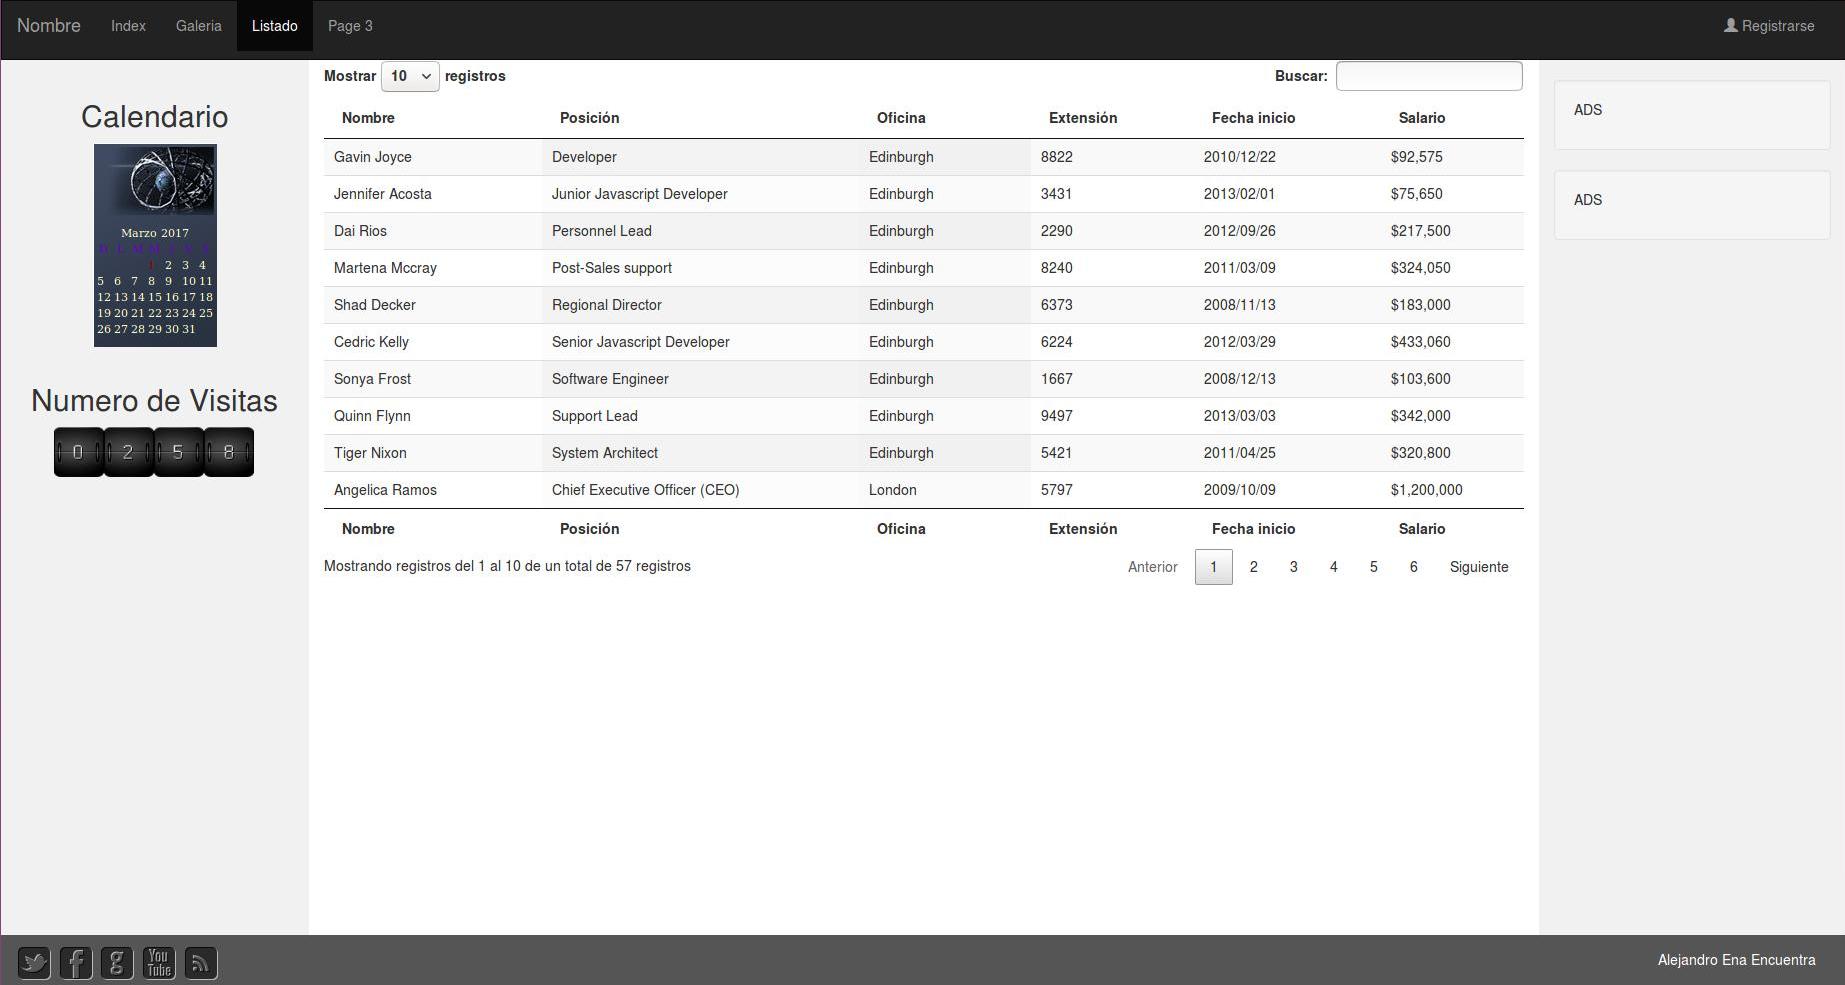 Nombre Index Galeria Listado Page 3 Registrarse
Calendario
Marzo 2017
D L M M J V S
1 2 3 4
5 6 7 8 9 10 11
12 13 14 15 16 17 18
19 20 21 22 23 24 25
26 27 28 29 30 31
Numero de Visitas
0 2 5 8
Mostrar 10 registros Buscar:
Nombre Posición Oficina Extensión Fecha inicio Salario
Gavin Joyce Developer Edinburgh 8822 2010/12/22 $92,575
Jennifer Acosta Junior Javascript Developer Edinburgh 3431 2013/02/01 $75,650
Dai Rios Personnel Lead Edinburgh 2290 2012/09/26 $217,500
Martena Mccray Post-Sales support Edinburgh 8240 2011/03/09 $324,050
Shad Decker Regional Director Edinburgh 6373 2008/11/13 $183,000
Cedric Kelly Senior Javascript Developer Edinburgh 6224 2012/03/29 $433,060
Sonya Frost Software Engineer Edinburgh 1667 2008/12/13 $103,600
Quinn Flynn Support Lead Edinburgh 9497 2013/03/03 $342,000
Tiger Nixon System Architect Edinburgh 5421 2011/04/25 $320,800
Angelica Ramos Chief Executive Officer (CEO) London 5797 2009/10/09 $1,200,000
Nombre Posición Oficina Extensión Fecha inicio Salario
Mostrando registros del 1 al 10 de un total de 57 registros Anterior 1 2 3 4 5 6 Siguiente
ADS
ADS
You
Tube
Alejandro Ena Encuentra